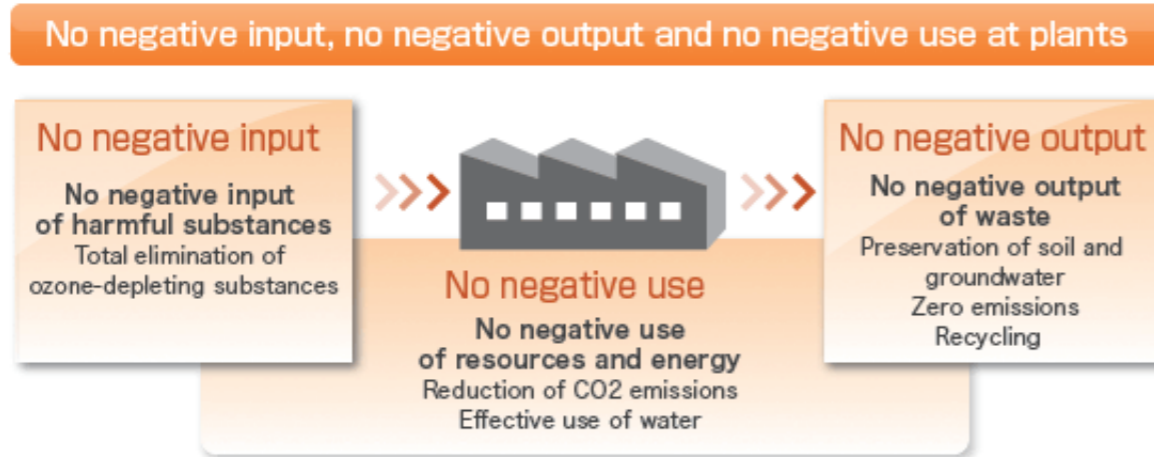 No negative input, no negative output and no negative use at plants
No negative input
No negative input
of harmful substances
Total elimination of
ozone-depleting substances
No negative use
No negative use
of resources and energy
Reduction of CO2 emissions
Effective use of water
No negative output
No negative output
of waste
Preservation of soil and
groundwater
Zero emissions
Recycling